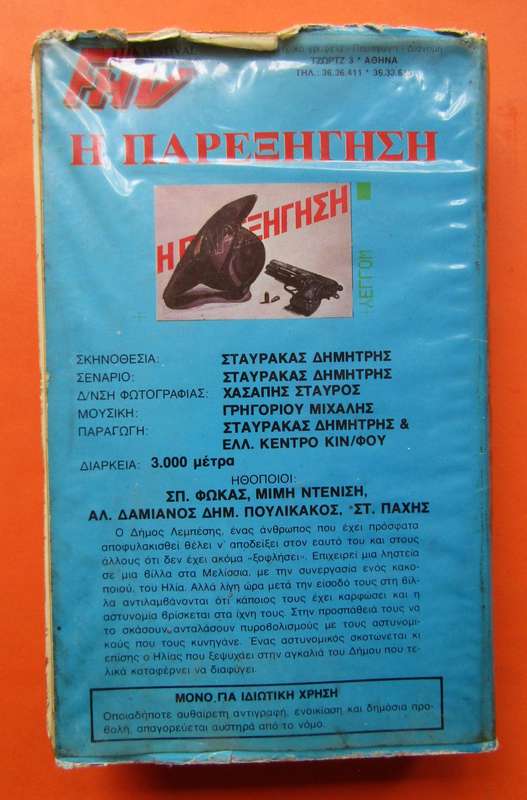 FESTIVAL
ΤΖΩΡΤΖ 3 * ΑΘΗΝΑ
ΤΗΛ.: 36.36.411 *
Η ΠΑΡΕΞΗΓΗΣΗ
YELLOW
ΣΚΗΝΟΘΕΣΙΑ: ΣΤΑΥΡΑΚΑΣ ΔΗΜΗΤΡΗΣ
ΣΕΝΑΡΙΟ: ΣΤΑΥΡΑΚΑΣ ΔΗΜΗΤΡΗΣ
Δ/ΝΣΗ ΦΩΤΟΓΡΑΦΙΑΣ: ΧΑΣΑΠΗΣ ΣΤΑΥΡΟΣ
ΜΟΥΣΙΚΗ: ΓΡΗΓΟΡΙΟΥ ΜΙΧΑΛΗΣ
ΠΑΡΑΓΩΓΗ: ΣΤΑΥΡΑΚΑΣ ΔΗΜΗΤΡΗΣ &
ΕΛΛ. ΚΕΝΤΡΟ ΚΙΝ/ΦΟΥ
ΔΙΑΡΚΕΙΑ: 3.000 μέτρα
ΗΘΟΠΟΙΟΙ:
ΣΠ. ΦΩΚΑΣ, ΜΙΜΗ ΝΤΕΝΙΣΗ,
ΑΛ. ΔΑΜΙΑΝΟΣ ΔΗΜ. ΠΟΥΛΙΚΑΚΟΣ, ΣΤ. ΠΑΧΗΣ
Ο Δήμος Λεμπέσης, ένας άνθρωπος που έχει πρόσφατα
αποφυλακισθεί θέλει ν' αποδείξει στον εαυτό του και στους
άλλους ότι δεν έχει ακόμα «ξοφλήσει». Επιχειρεί μια ληστεία
σε μια βίλλα στα Μελίσσια, με την συνεργασία ενός κακο-
ποιού, του Ηλία. Αλλά λίγη ώρα μετά την είσοδό τους στη βίλ-
λα αντιλαμβάνονται ότι κάποιος τους έχει καρφώσει και η
αστυνομία βρίσκεται στα ίχνη τους. Στην προσπάθειά τους να
το σκάσουν ανταλάσουν πυροβολισμούς με τους αστυνομι-
κούς που τους κυνηγάνε. Ένας αστυνομικός σκοτώνεται κι
επίσης ο Ηλίας που ξεψυχάει στην αγκαλιά του Δήμου που τε-
λικά καταφέρνει να διαφύγει.
ΜΟΝΟ ΓΙΑ ΙΔΙΩΤΙΚΗ ΧΡΗΣΗ
Οποιαδήποτε αυθαίρετη αντιγραφή, ενοικίαση και δημόσια προ-
βολή, απαγορεύεται αυστηρά από το νόμο.